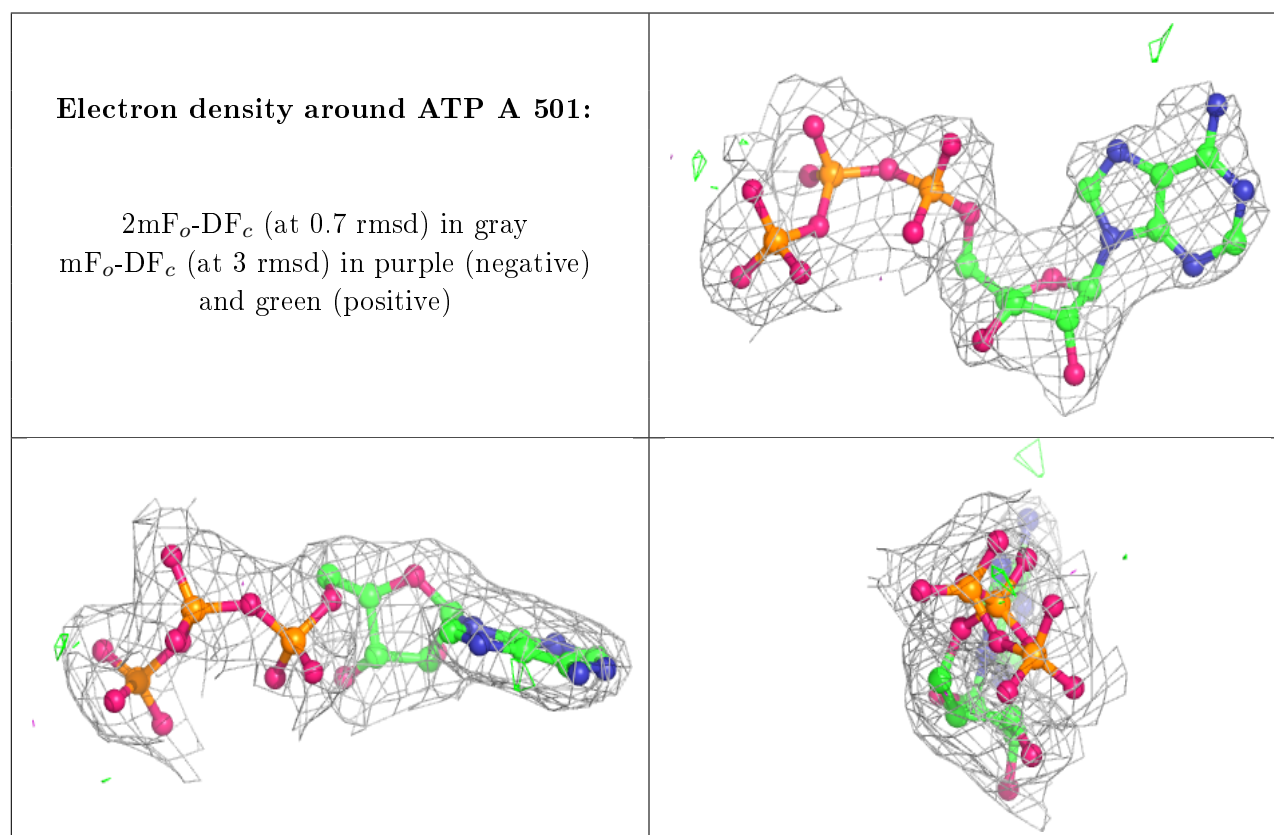 Electron density around ATP A 501:
2mFo-DFc (at 0.7 rmsd) in gray
mFo-DFc (at 3 rmsd) in purple (negative)
and green (positive)